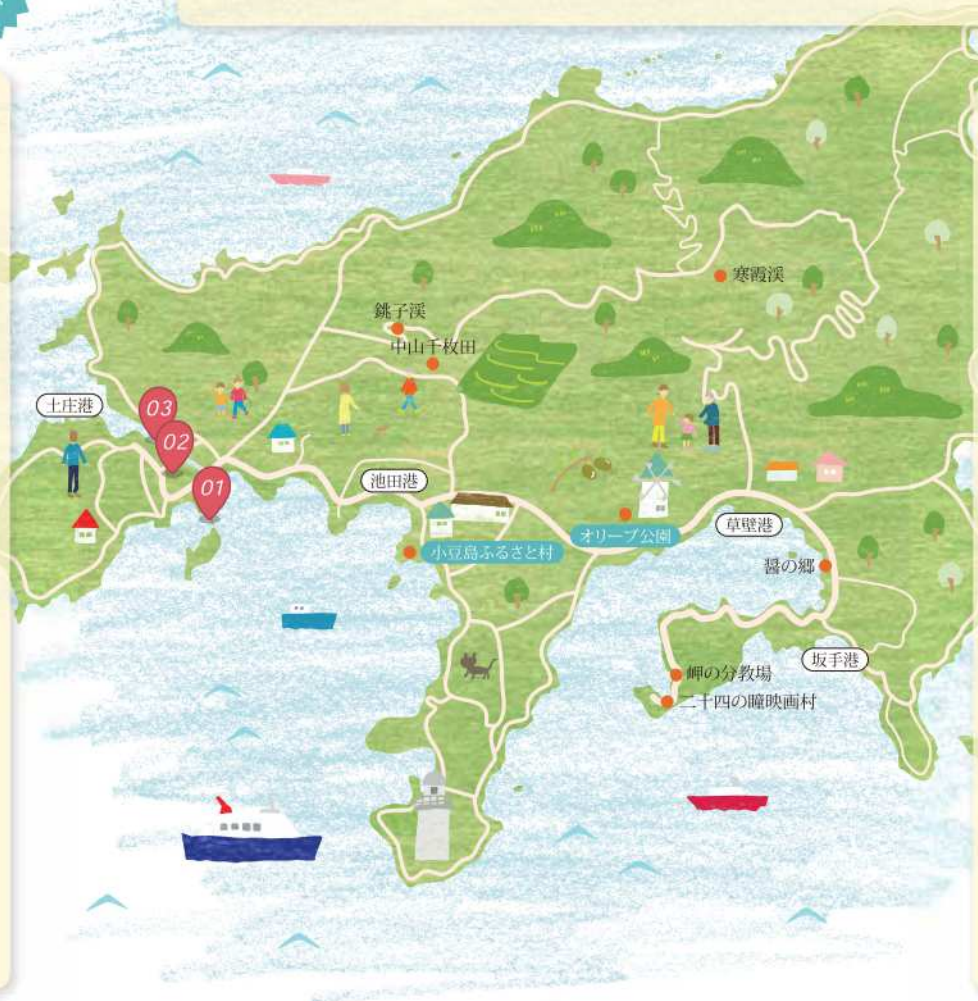 寒霞渓
銚子渓
中山千枚田
土庄港
03
02
01
池田港
オリーブ公園
草壁港
小豆島ふるさと村
醤の郷
坂手港
岬の分教場
二十四の瞳映画村